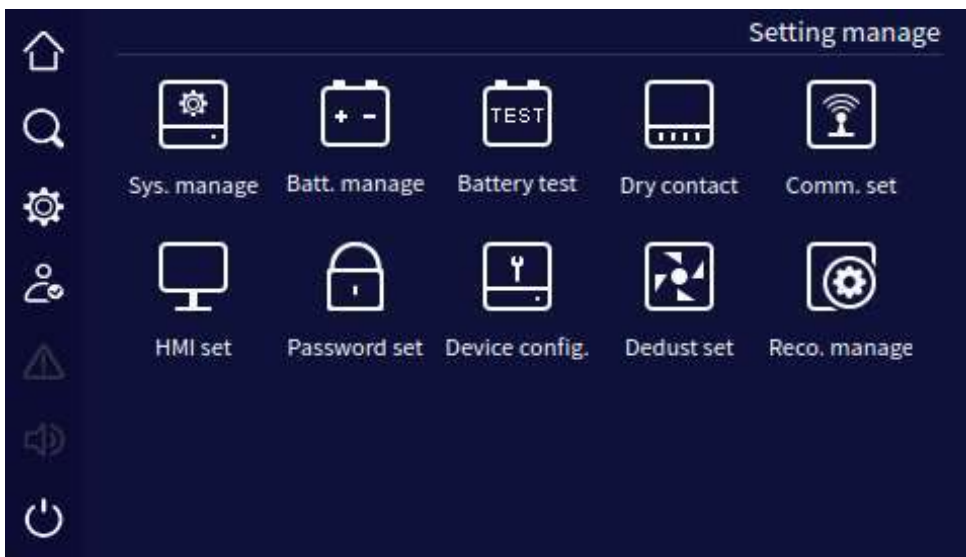 Setting manage
TEST
Sys. manage Batt. manage Battery test Dry contact Comm. set
HMI set Password set Device config. Dedust set Reco. manage